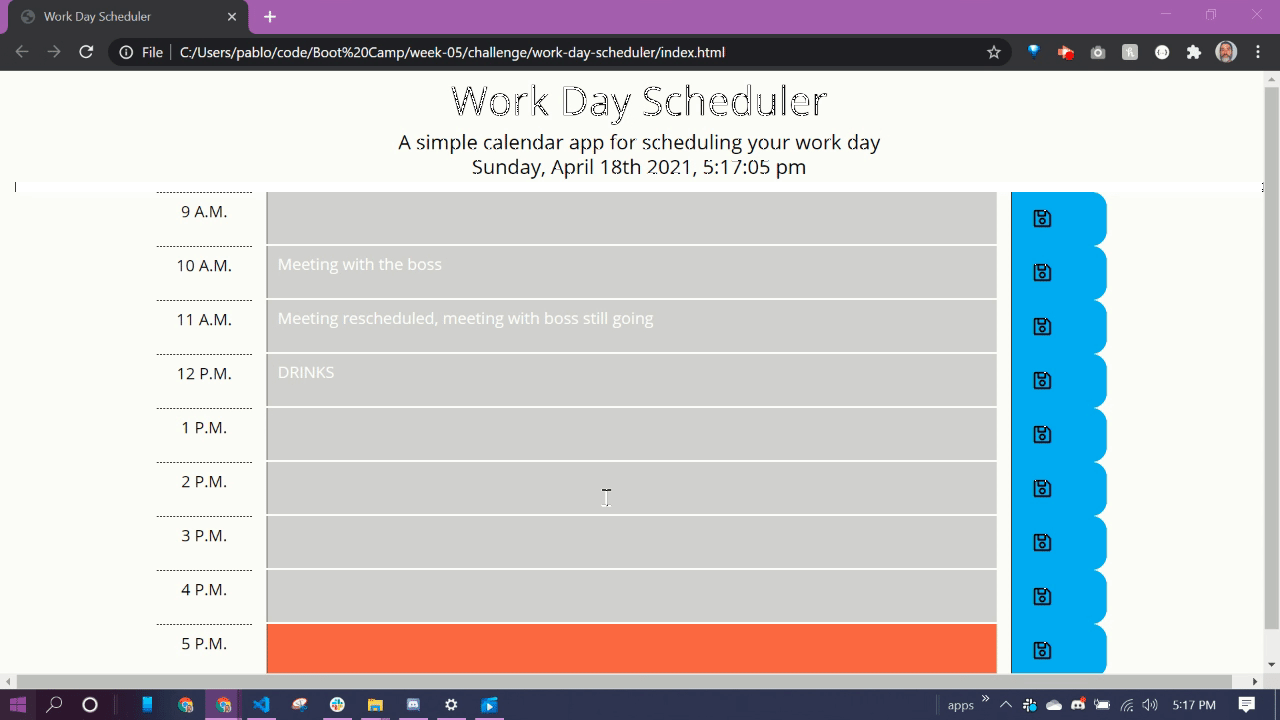 Work Day Scheduler
File
C:/Users/pablo/code/Boot%20Camp/week-05/challenge/work-day-scheduler/index.html
Work Day Scheduler
A simple calendar app for scheduling your work day
Sunday, April 18th 2021, 5:17:05 pm
9 A.M.
10 A.M. Meeting with the boss
11 A.M. Meeting rescheduled, meeting with boss still going
12 P.M. DRINKS
1 P.M.
2 P.M.
3 P.M.
4 P.M.
5 P.M.
apps
5:17 PM